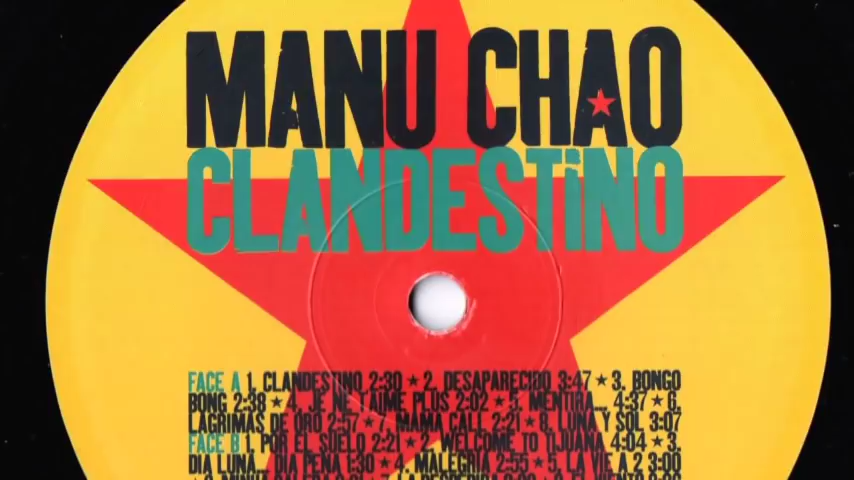 MANU CHAO
CLANDESTiNO
FACE A 1. CLANDESTINO 2:30 ★ 2. DESAPARECIDO 3:47 ★ 3. BONGO
BONG 2:38 ★ 4. JE NE T'AIME PLUS 2:02 ★ 5. MENTIRA... 4:37 ★ 6.
LAGRIMAS DE ORO 2:57 ★ 7. MAMA CALL 2:21 ★ 8. LUNA Y SOL 3:07
FACE B 1. POR EL SUELO 2:21 ★ 2. WELCOME TO TIJUANA 4:04 ★ 3.
DIA LUNA... DIA PENA 1:30 ★ 4. MALEGRIA 2:55 ★ 5. LA VIE A 2 3:00